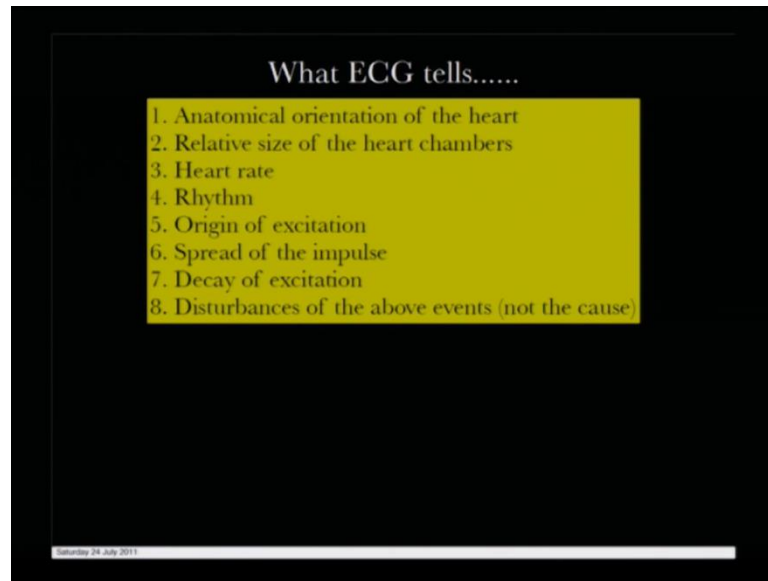 What ECG tells......
1. Anatomical orientation of the heart
2. Relative size of the heart chambers
3. Heart rate
4. Rhythm
5. Origin of excitation
6. Spread of the impulse
7. Decay of excitation
8. Disturbances of the above events (not the cause)
Saturday 24 July 2011